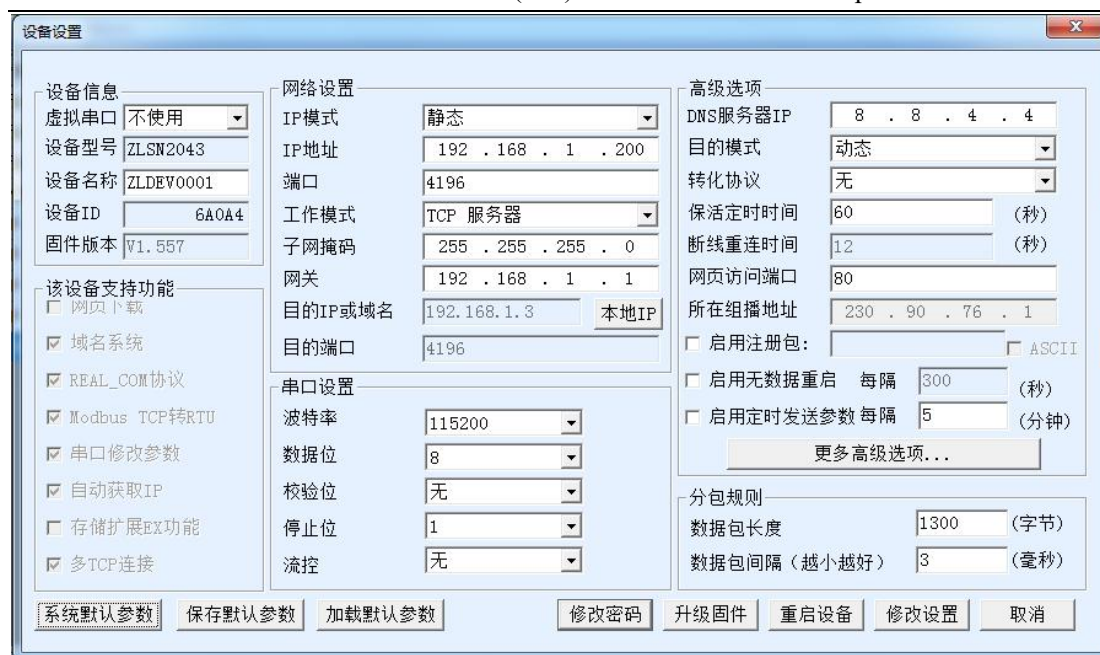 设备设置
设备信息
虚拟串口 不使用
设备型号 ZLSN2043
设备名称 ZLDEV0001
设备ID 6A0A4
固件版本 V1.557
该设备支持功能
网页下载
域名系统
REAL_COM协议
Modbus TCP转RTU
串口修改参数
自动获取IP
存储扩展EX功能
多TCP连接
网络设置
IP模式 静态
IP地址 192 . 168 . 1 . 200
端口 4196
工作模式 TCP 服务器
子网掩码 255 . 255 . 255 . 0
网关 192 . 168 . 1 . 1
目的IP或域名 192.168.1.3 本地IP
目的端口 4196
串口设置
波特率 115200
数据位 8
校验位 无
停止位 1
流控 无
高级选项
DNS服务器IP 8 . 8 . 4 . 4
目的模式 动态
转化协议 无
保活定时时间 60 (秒)
断线重连时间 12 (秒)
网页访问端口 80
所在组播地址 230 . 90 . 76 . 1
启用注册包: ASCII
启用无数据重启 每隔 300 (秒)
启用定时发送参数 每隔 5 (分钟)
更多高级选项...
分包规则
数据包长度 1300 (字节)
数据包间隔（越小越好） 3 (毫秒)
系统默认参数 保存默认参数 加载默认参数 修改密码 升级固件 重启设备 修改设置 取消